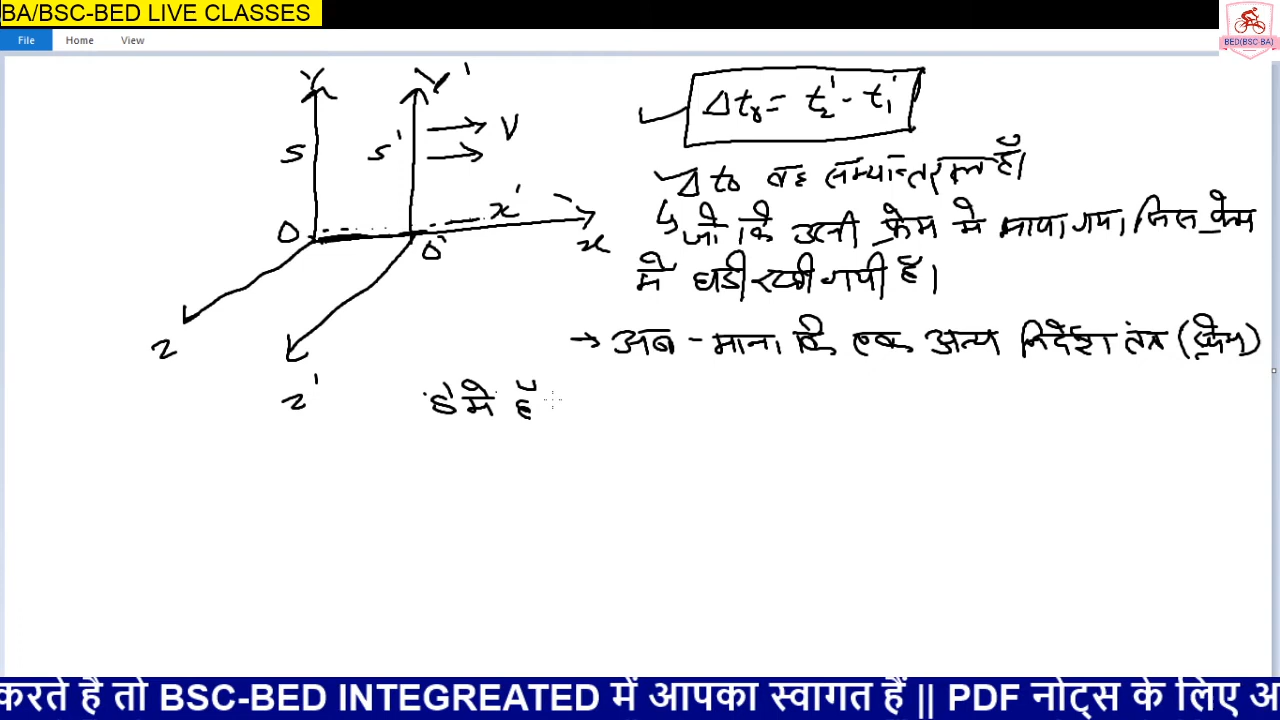 BA/BSC-BED LIVE CLASSES
BED(BSC-BA)
File Home View
Y Y'
S S' V
O O' x' x
Z
Z'
Δt₀ = t₂' - t₁'
Δt₀ वह समयान्तराल है।
↳ जो कि उसी फ्रेम में मापा गया, जिस फ्रेम
में घडी रखी गयी है।
→ अब - माना कि एक अन्य निर्देश तंत्र (फ्रेम)
S' में है
करते है तो BSC-BED INTEGREATED में आपका स्वागत हैं || PDF नोट्स के लिए अ